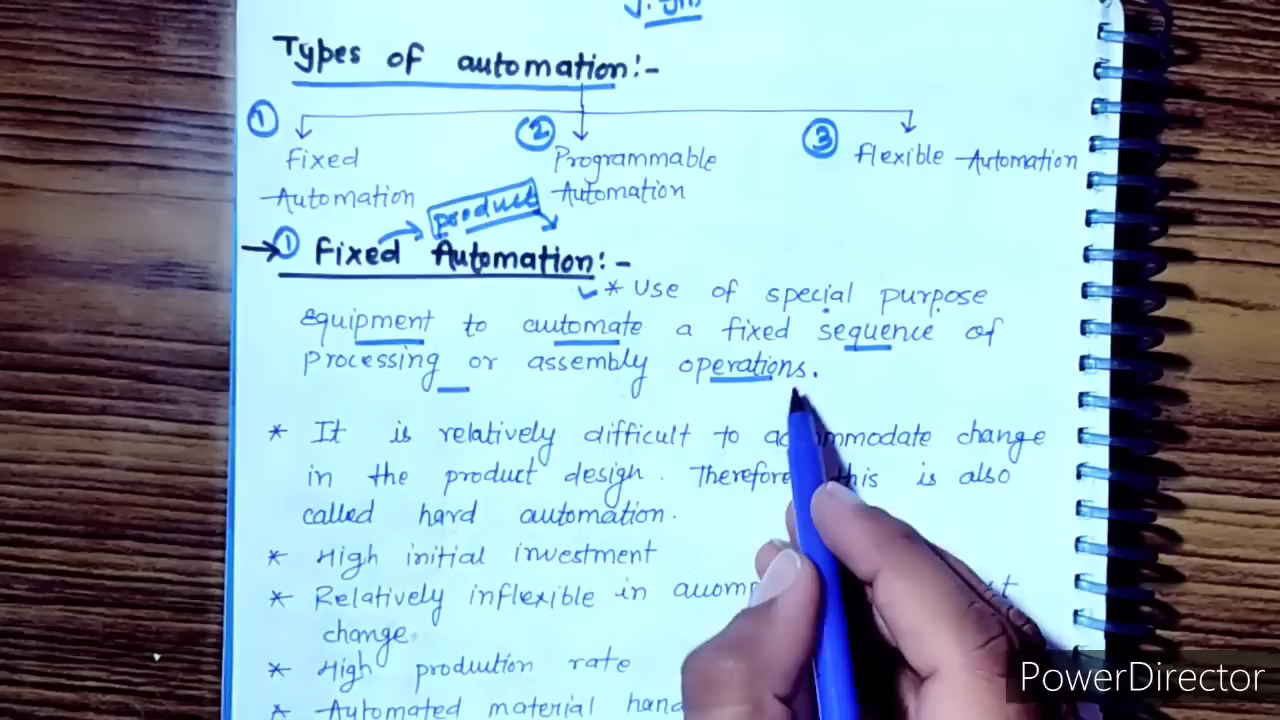 Types of automation:-
① ② ③
Fixed Automation
Programmable Automation
Flexible Automation
product
→ ① Fixed Automation:-
* Use of special purpose
equipment to automate a fixed sequence of
processing or assembly operations.
* It is relatively difficult to change
in the product design. this is also
called hard automation.
* High initial investment
* Relatively inflexible in
change.
* High production rate
* Automated material
PowerDirector